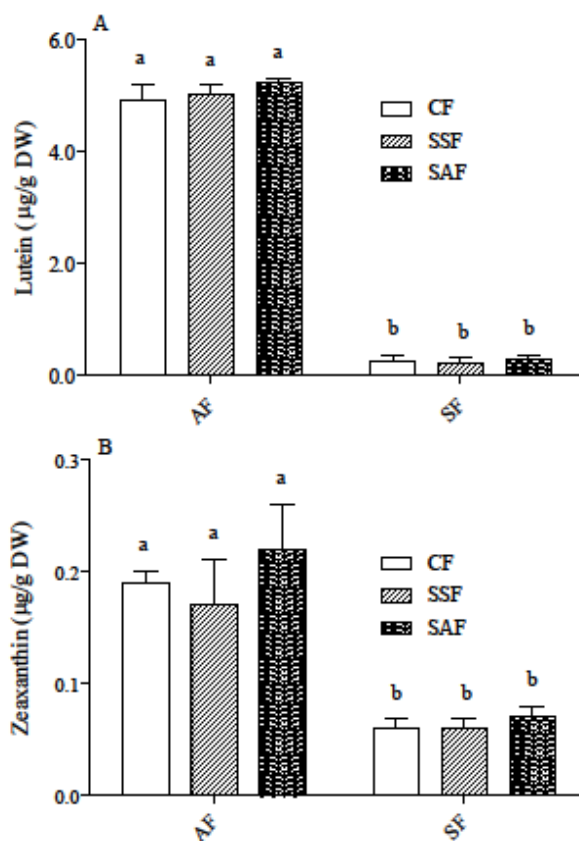 A
6.0
4.0
2.0
0.0
Lutein ( µg/g DW)
a a a
b b b
CF
SSF
SAF
AF SF
B
0.3
0.2
0.1
0.0
Zeaxanthin (µg/g DW)
a a a
b b b
CF
SSF
SAF
AF SF